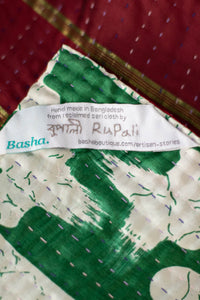 Hand made in Bangladesh
from reclaimed sari cloth by
রুপালী Rupali
Basha.
bashaboutique.com/artisan-stories